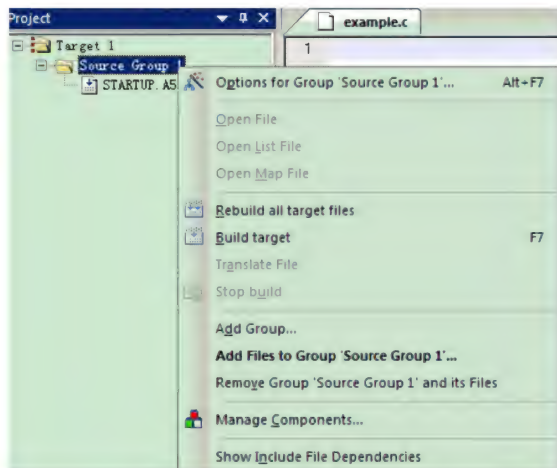 Project
example.c
Target 1
1
Source Group 1
STARTUP.A5
Options for Group 'Source Group 1'... Alt+F7
Open File
Open List File
Open Map File
Rebuild all target files
Build target F7
Translate File
Stop build
Add Group...
Add Files to Group 'Source Group 1'...
Remove Group 'Source Group 1' and its Files
Manage Components...
Show Include File Dependencies